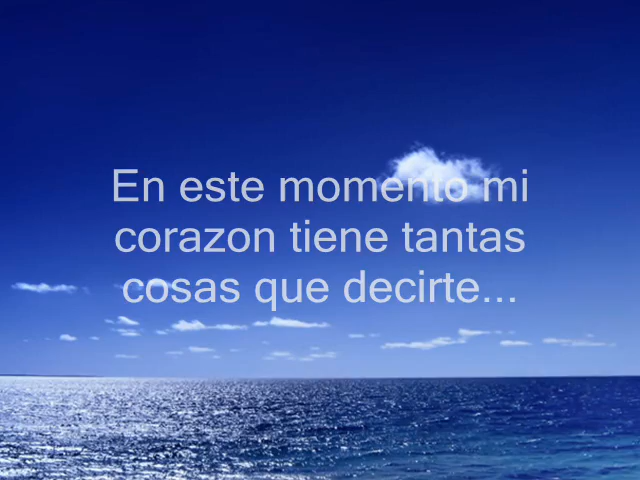 En este momento mi
corazon tiene tantas
cosas que decirte...